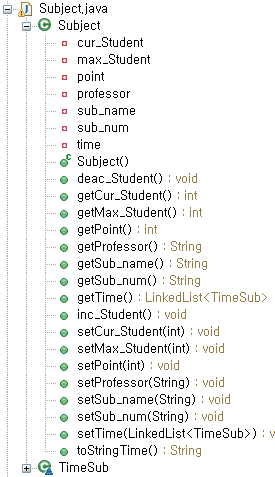 Subject.java
Subject
cur_Student
max_Student
point
professor
sub_name
sub_num
time
Subject()
deac_Student() : void
getCur_Student() : int
getMax_Student() : int
getPoint() : int
getProfessor() : String
getSub_name() : String
getSub_num() : String
getTime() : LinkedList<TimeSub>
inc_Student() : void
setCur_Student(int) : void
setMax_Student(int) : void
setPoint(int) : void
setProfessor(String) : void
setSub_name(String) : void
setSub_num(String) : void
setTime(LinkedList<TimeSub>) : v
toStringTime() : String
TimeSub